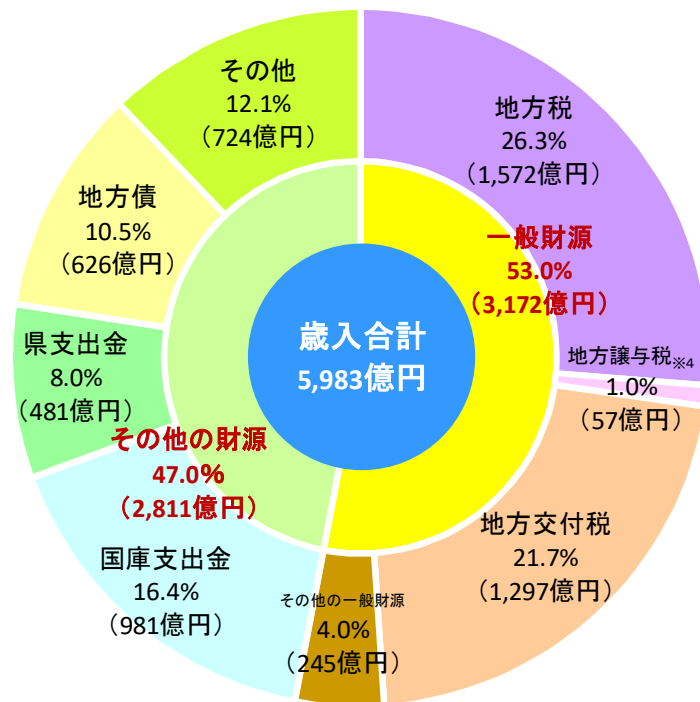 その他
12.1%
（724億円）
地方税
26.3%
（1,572億円）
地方債
10.5%
（626億円）
一般財源
53.0%
（3,172億円）
歳入合計
5,983億円
県支出金
8.0%
（481億円）
地方譲与税※4
1.0%
（57億円）
その他の財源
47.0%
（2,811億円）
地方交付税
21.7%
（1,297億円）
国庫支出金
16.4%
（981億円）
その他の一般財源
4.0%
（245億円）